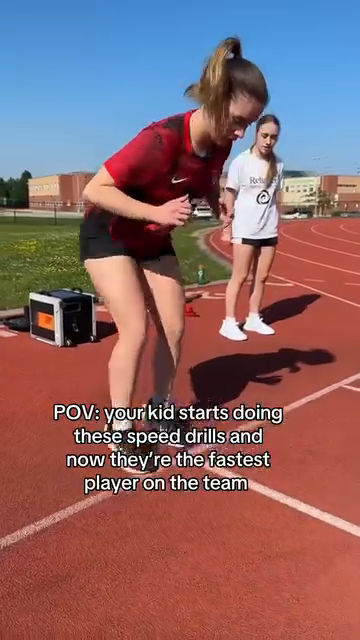 POV: your kid starts doing
these speed drills and
now they're the fastest
player on the team